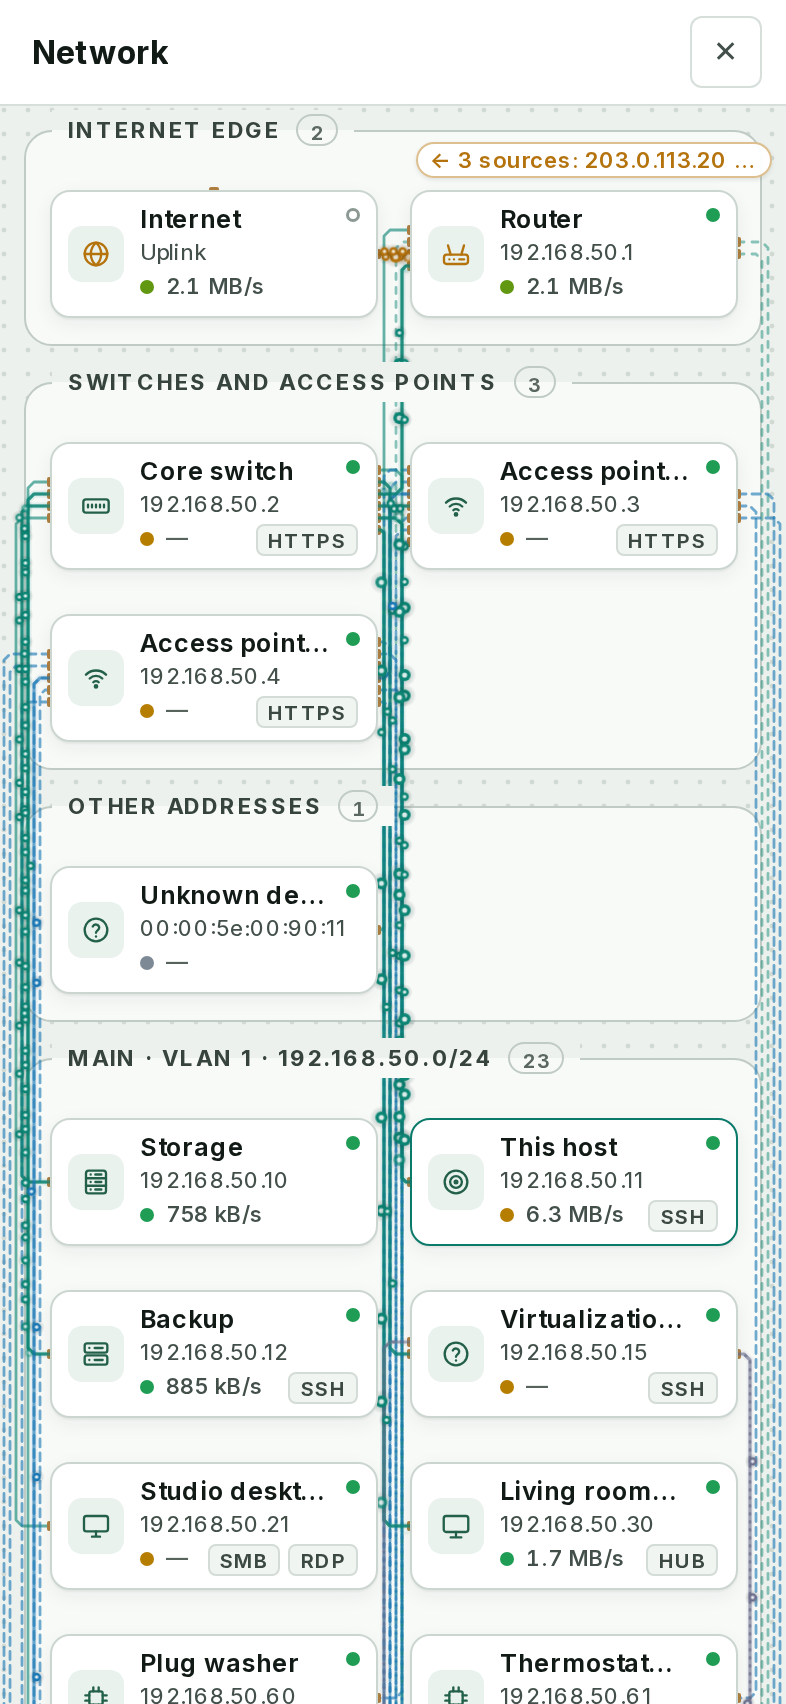 Network
INTERNET EDGE 2
← 3 sources: 203.0.113.20 ...
Internet
Uplink
2.1 MB/s
Router
192.168.50.1
2.1 MB/s
SWITCHES AND ACCESS POINTS 3
Core switch
192.168.50.2
— HTTPS
Access point...
192.168.50.3
— HTTPS
Access point...
192.168.50.4
— HTTPS
OTHER ADDRESSES 1
Unknown de...
00:00:5e:00:90:11
—
MAIN · VLAN 1 · 192.168.50.0/24 23
Storage
192.168.50.10
758 kB/s
This host
192.168.50.11
6.3 MB/s SSH
Backup
192.168.50.12
885 kB/s SSH
Virtualizatio...
192.168.50.15
— SSH
Studio deskt...
192.168.50.21
— SMB RDP
Living room...
192.168.50.30
1.7 MB/s HUB
Plug washer
192.168.50.60
Thermostat...
192.168.50.61